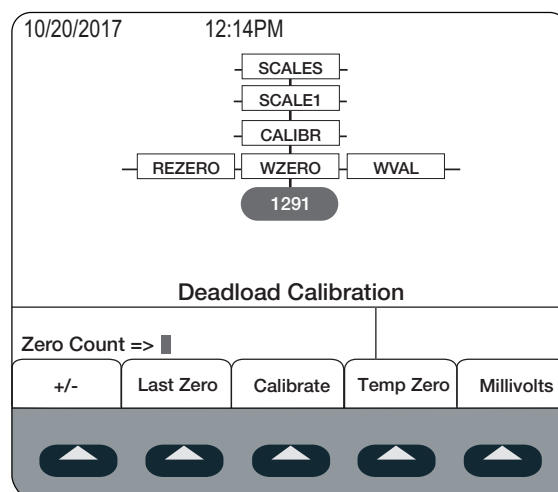 10/20/2017 12:14PM
SCALES
SCALE1
CALIBR
REZERO WZERO WVAL
1291
Deadload Calibration
Zero Count =>
+/- Last Zero Calibrate Temp Zero Millivolts